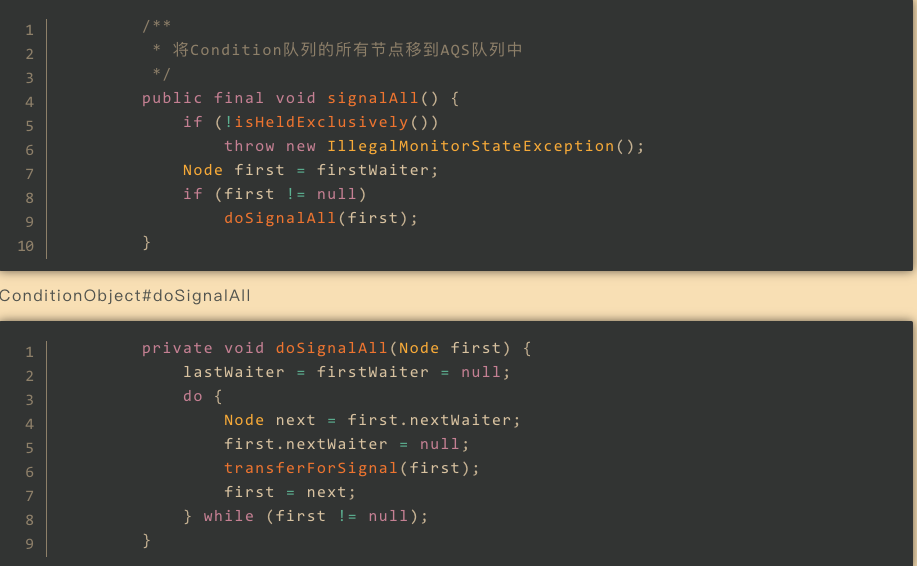 1 /**
2 * 将Condition队列的所有节点移到AQS队列中
3 */
4 public final void signalAll() {
5 if (!isHeldExclusively())
6 throw new IllegalMonitorStateException();
7 Node first = firstWaiter;
8 if (first != null)
9 doSignalAll(first);
10 }
ConditionObject#doSignalAll
1 private void doSignalAll(Node first) {
2 lastWaiter = firstWaiter = null;
3 do {
4 Node next = first.nextWaiter;
5 first.nextWaiter = null;
6 transferForSignal(first);
7 first = next;
8 } while (first != null);
9 }